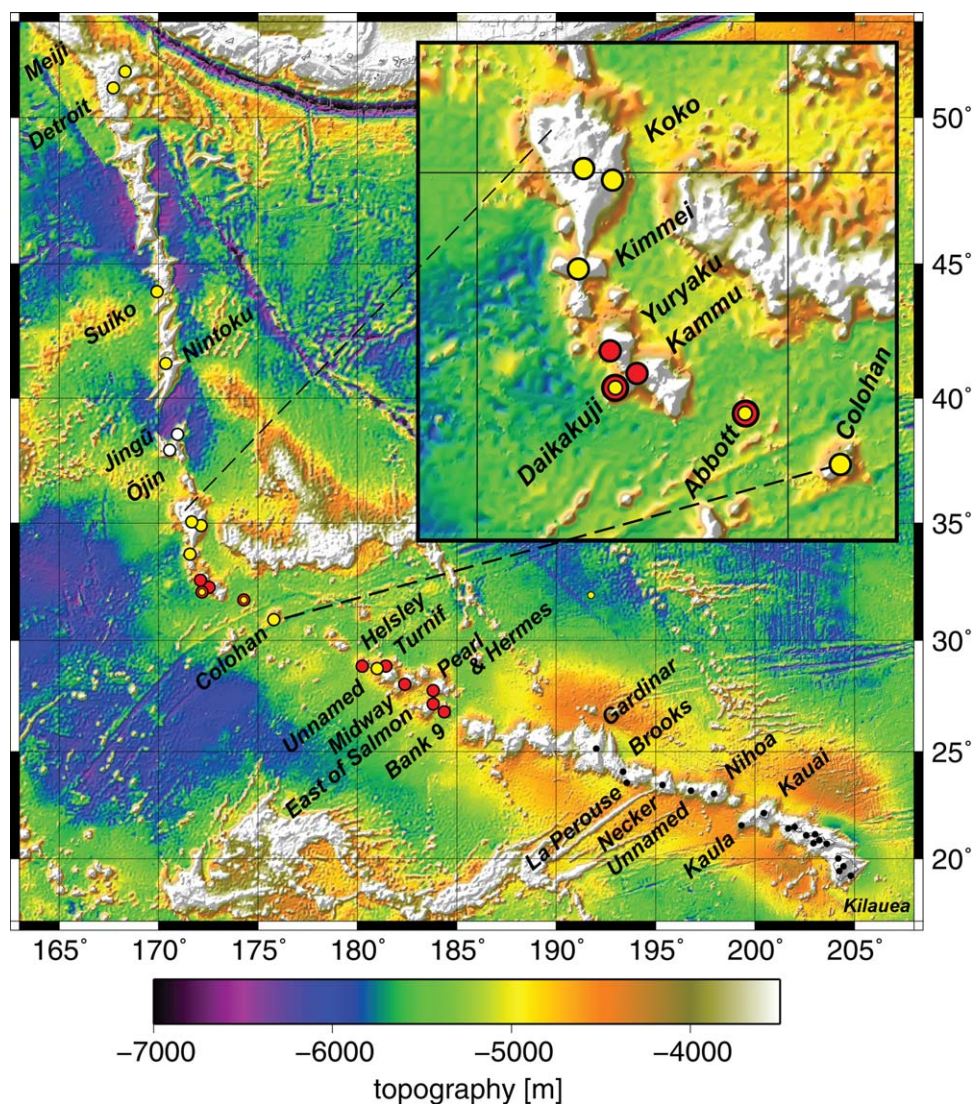 Meiji
Detroit
Suiko
Nintoku
Jingū
Ōjin
Koko
Kimmei
Yuryaku
Kammu
Daikakuji
Abbott
Colohan
Colohan
Helsley
Turnif
Pearl
& Hermes
Unnamed
Midway
East of Salmon
Bank 9
Gardinar
Brooks
Nihoa
Kauai
La Perouse
Necker
Unnamed
Kaula
Kilauea
50°
45°
40°
35°
30°
25°
20°
165° 170° 175° 180° 185° 190° 195° 200° 205°
−7000 −6000 −5000 −4000
topography [m]